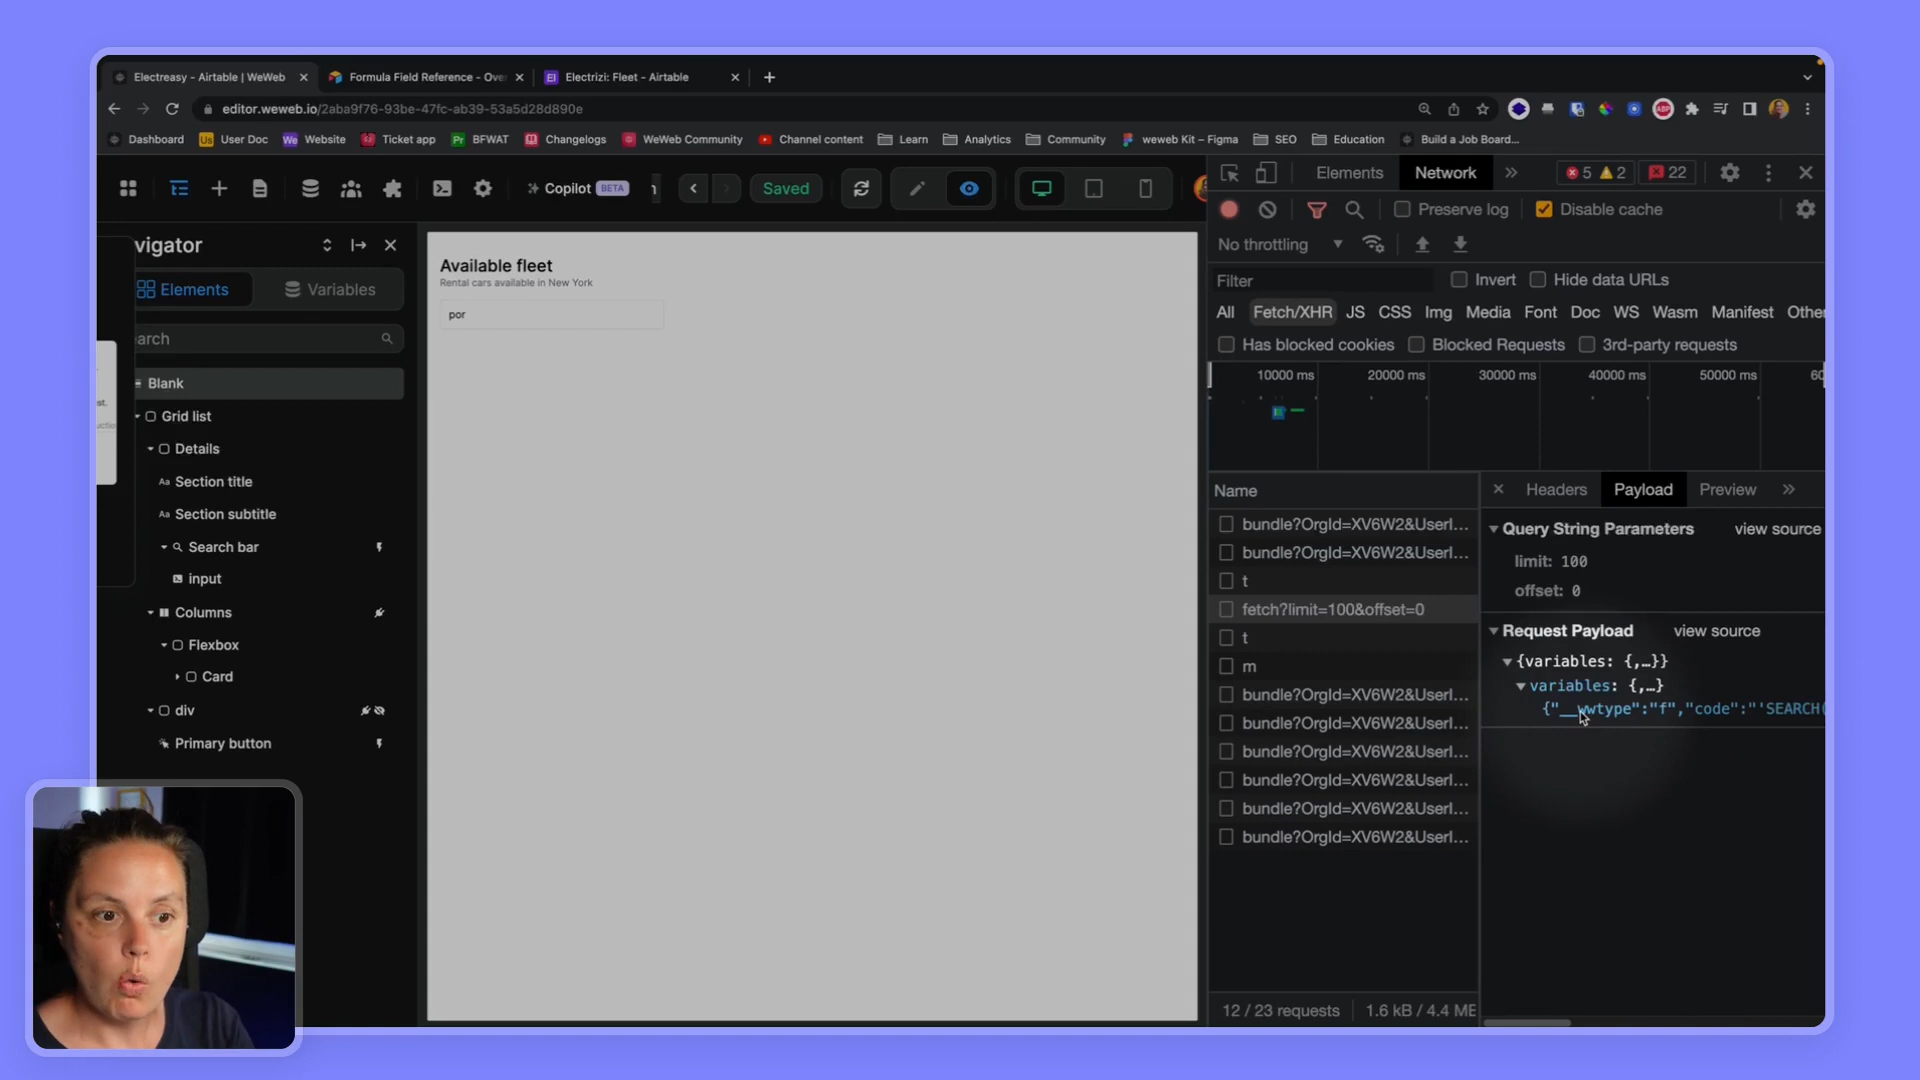 Electreasy - Airtable | WeWeb
Formula Field Reference - Over
Electrizi: Fleet - Airtable
editor.weweb.io/2aba9f76-93be-47fc-ab39-53a5d28d890e
Dashboard
User Doc
Website
Ticket app
BFWAT
Changelogs
WeWeb Community
Channel content
Learn
Analytics
Community
weweb Kit – Figma
SEO
Education
Build a Job Board...
Copilot BETA
Saved
vigator
Elements
Variables
arch
Blank
Grid list
Details
Section title
Section subtitle
Search bar
input
Columns
Flexbox
Card
div
Primary button
Available fleet
Rental cars available in New York
por
Elements
Network
5
2
22
Preserve log
Disable cache
No throttling
Filter
Invert
Hide data URLs
All
Fetch/XHR
JS
CSS
Img
Media
Font
Doc
WS
Wasm
Manifest
Other
Has blocked cookies
Blocked Requests
3rd-party requests
10000 ms
20000 ms
30000 ms
40000 ms
50000 ms
60
Name
bundle?OrgId=XV6W2&UserI...
bundle?OrgId=XV6W2&UserI...
t
fetch?limit=100&offset=0
t
m
bundle?OrgId=XV6W2&UserI...
bundle?OrgId=XV6W2&UserI...
bundle?OrgId=XV6W2&UserI...
bundle?OrgId=XV6W2&UserI...
bundle?OrgId=XV6W2&UserI...
bundle?OrgId=XV6W2&UserI...
12 / 23 requests
1.6 kB / 4.4 ME
Headers
Payload
Preview
Query String Parameters
view source
limit: 100
offset: 0
Request Payload
view source
{variables: {,…}}
variables: {,…}
{"__wwtype":"f","code":"'SEARCH(